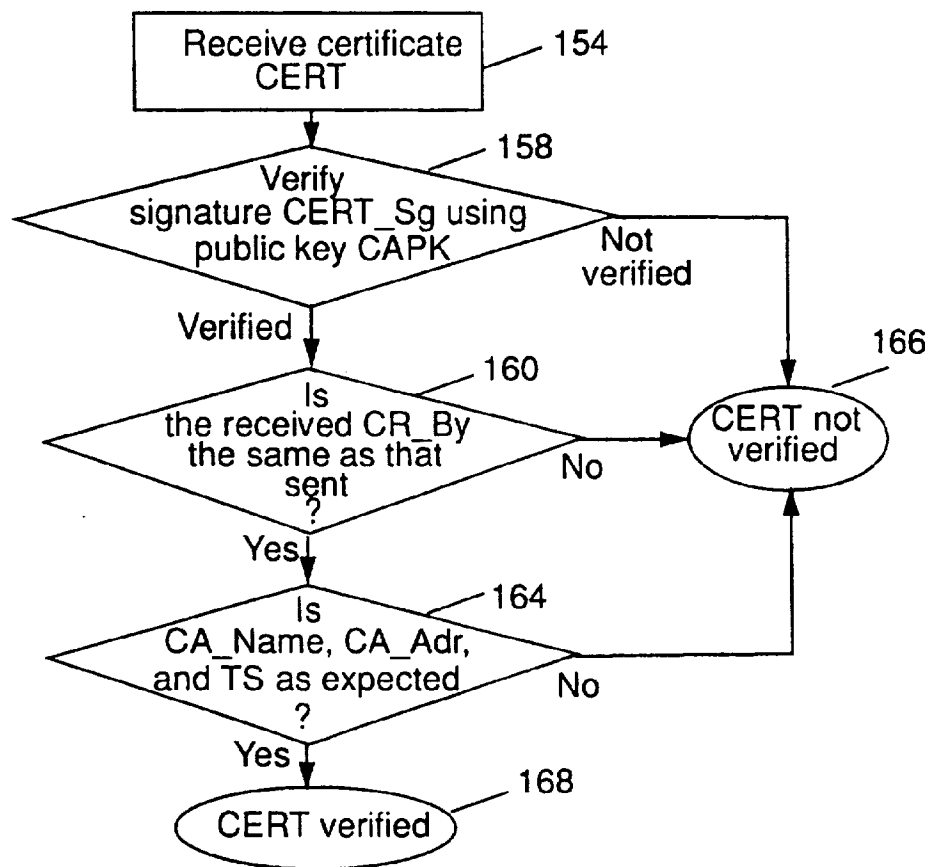 Receive certificate
CERT
154
158
Verify
signature CERT_Sg using
public key CAPK
Not
verified
Verified
160
166
Is
the received CR_By
the same as that
sent
?
No
CERT not
verified
Yes
164
Is
CA_Name, CA_Adr,
and TS as expected
?
No
Yes
168
CERT verified